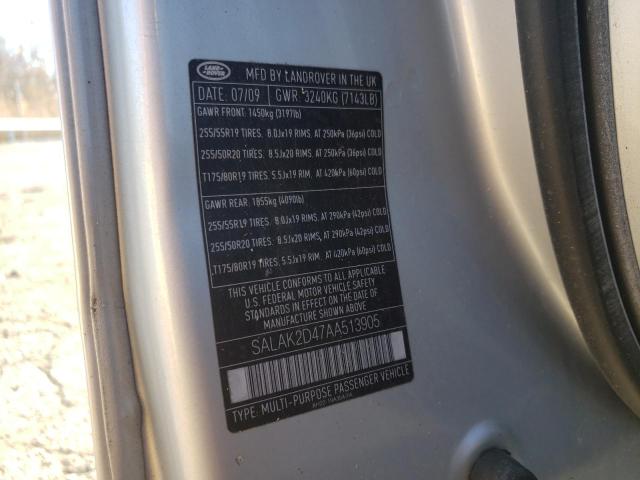 LAND ROVER
MFD BY LANDROVER IN THE UK
DATE: 07/09 GWR: 3240KG (7143LB)
GAWR FRONT: 1450kg (3197lb)
255/55R19 TIRES. 8.0Jx19 RIMS. AT 250kPa (36psi) COLD
255/50R20 TIRES. 8.5Jx20 RIMS. AT 250kPa (36psi) COLD
T175/80R19 TIRES. 5.5Jx19 RIM. AT 420kPa (60psi) COLD
GAWR REAR: 1855kg (4090lb)
255/55R19 TIRES. 8.0Jx19 RIMS. AT 290kPa (42psi) COLD
255/50R20 TIRES. 8.5Jx20 RIMS. AT 290kPa (42psi) COLD
T175/80R19 TIRES. 5.5Jx19 RIM. AT 420kPa (60psi) COLD
THIS VEHICLE CONFORMS TO ALL APPLICABLE
U.S. FEDERAL MOTOR VEHICLE SAFETY
STANDARDS IN EFFECT ON THE DATE OF
MANUFACTURE SHOWN ABOVE
SALAK2D47AA513905
TYPE: MULTI-PURPOSE PASSENGER VEHICLE